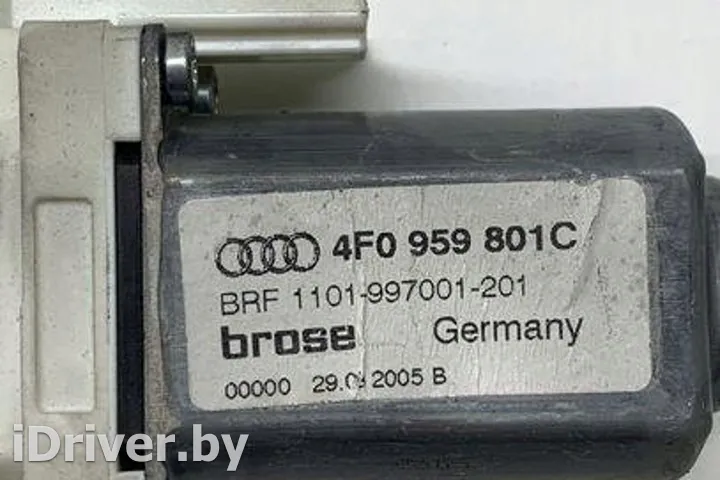 4F0 959 801C
BRF 1101-997001-201
brose Germany
00000 2005 B
iDriver.by